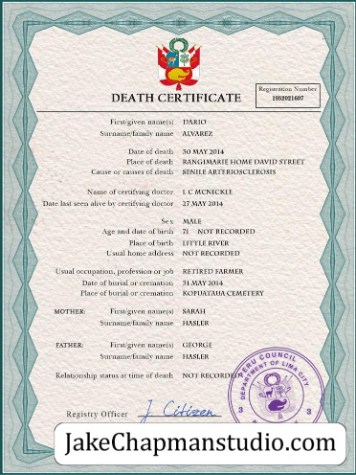 DEATH CERTIFICATE
Registration Number
First/given name(s) DARIO
Surname/family name ALVAREZ
Date of death 30 MAY 2014
Place of death RANGIMARIE HOME DAVID STREET
Cause or causes of death SENILE ARTERIOSCLEROSIS
Name of certifying doctor L C MCNICKLE
Date last seen alive by certifying doctor 27 MAY 2014
Sex MALE
Age and date of birth 71 NOT RECORDED
Place of birth LITTLE RIVER
Usual home address NOT RECORDED
Usual occupation, profession or job RETIRED FARMER
Date of burial or cremation 31 MAY 2014
Place of burial or cremation KOPUATAUA CEMETERY
MOTHER: First/given name(s) SARAH
Surname/family name HASLER
FATHER: First/given name(s) GEORGE
Surname/family name HASLER
Relationship status at time of death NOT RECORDED
PERU COUNCIL
DEPARTMENT OF LIMA CITY
3 3
Registry Officer J. Citizen
JakeChapmanstudio.com